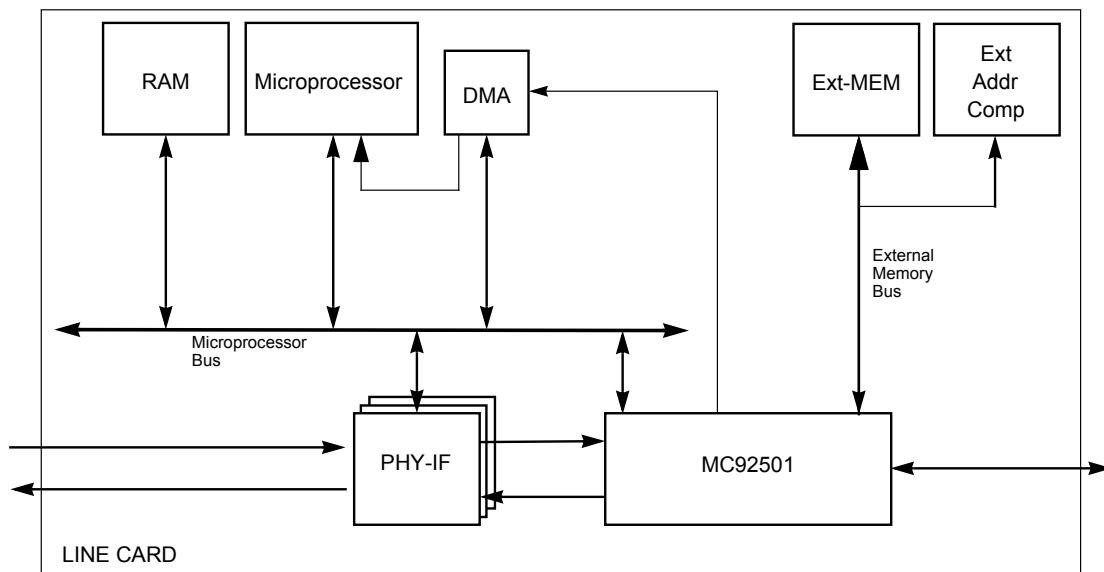 RAM
Microprocessor
DMA
Ext-MEM
Ext
Addr
Comp
External
Memory
Bus
Microprocessor
Bus
PHY-IF
MC92501
LINE CARD